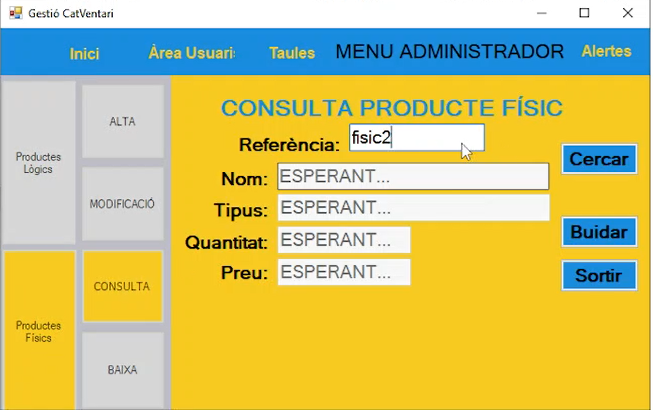 Gestió CatVentari
Inici Àrea Usuari Taules MENU ADMINISTRADOR Alertes
Productes Lògics
Productes Físics
ALTA
MODIFICACIÓ
CONSULTA
BAIXA
CONSULTA PRODUCTE FÍSIC
Referència: fisic2
Nom: ESPERANT...
Tipus: ESPERANT...
Quantitat: ESPERANT...
Preu: ESPERANT...
Cercar
Buidar
Sortir